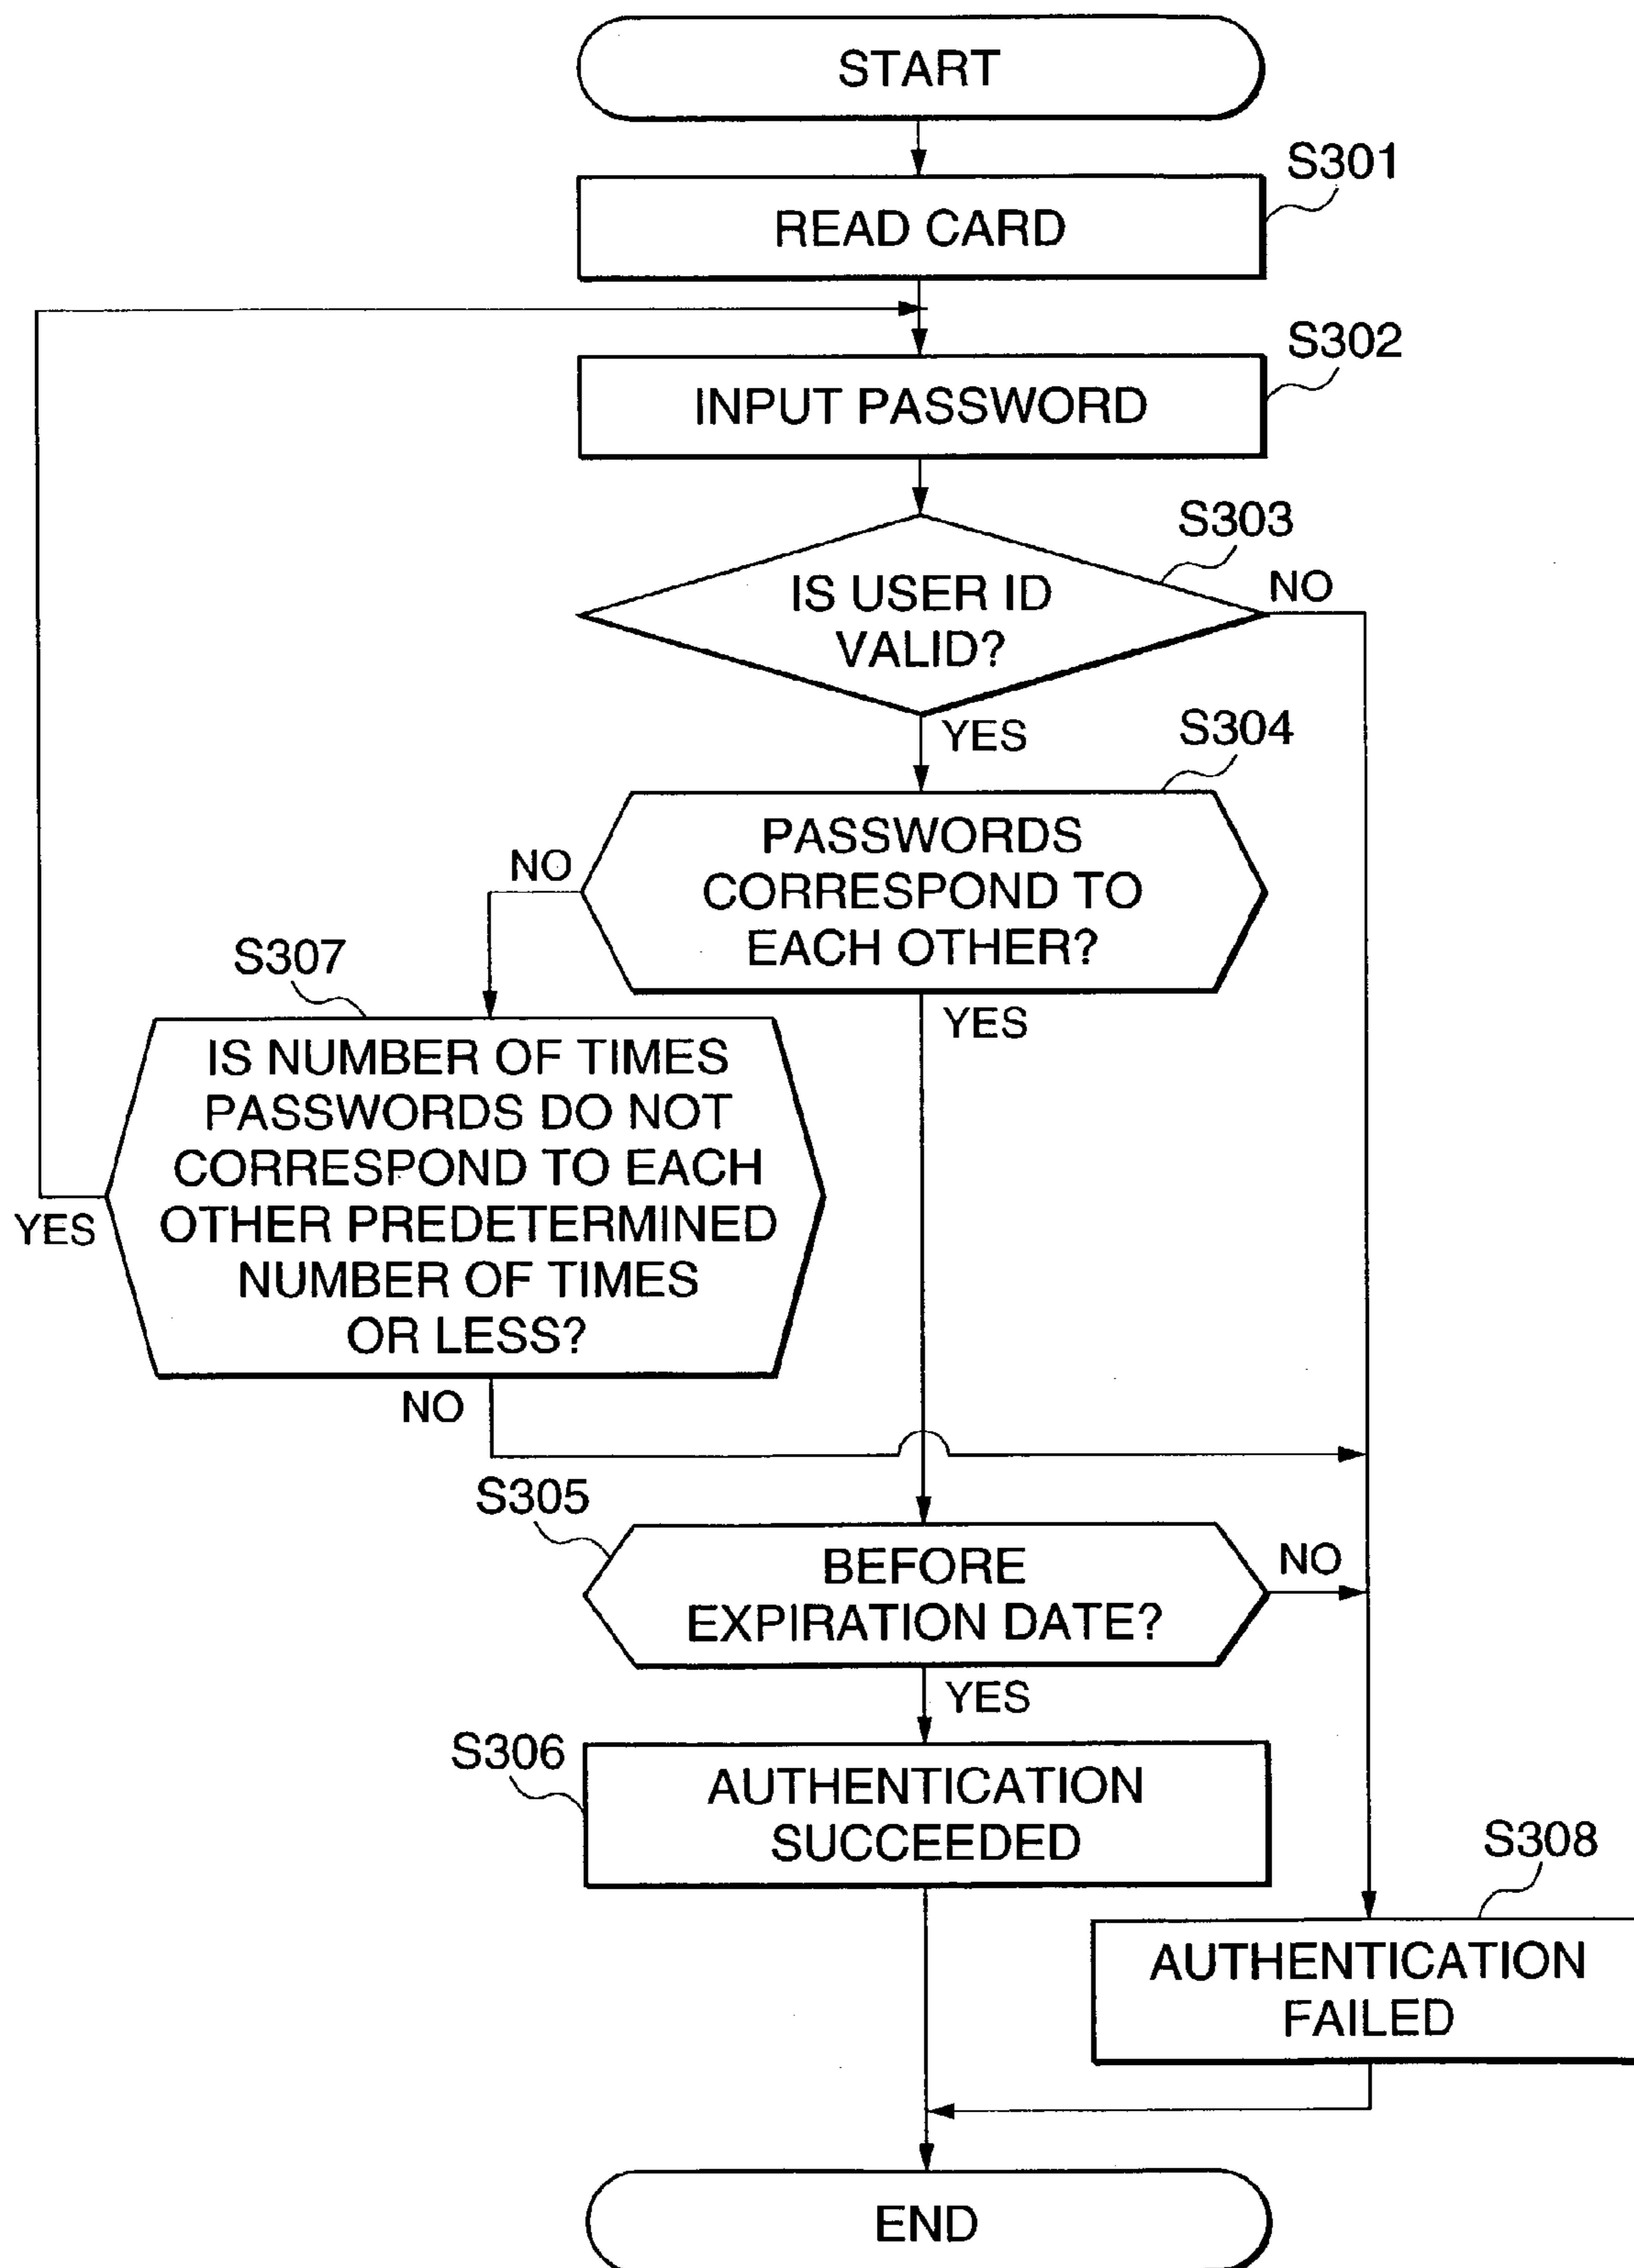 START
S301
READ CARD
S302
INPUT PASSWORD
S303
IS USER ID
VALID?
NO
YES
S304
PASSWORDS
CORRESPOND TO
EACH OTHER?
NO
YES
S307
IS NUMBER OF TIMES
PASSWORDS DO NOT
CORRESPOND TO EACH
OTHER PREDETERMINED
NUMBER OF TIMES
OR LESS?
YES
NO
S305
BEFORE
EXPIRATION DATE?
NO
YES
S306
AUTHENTICATION
SUCCEEDED
S308
AUTHENTICATION
FAILED
END